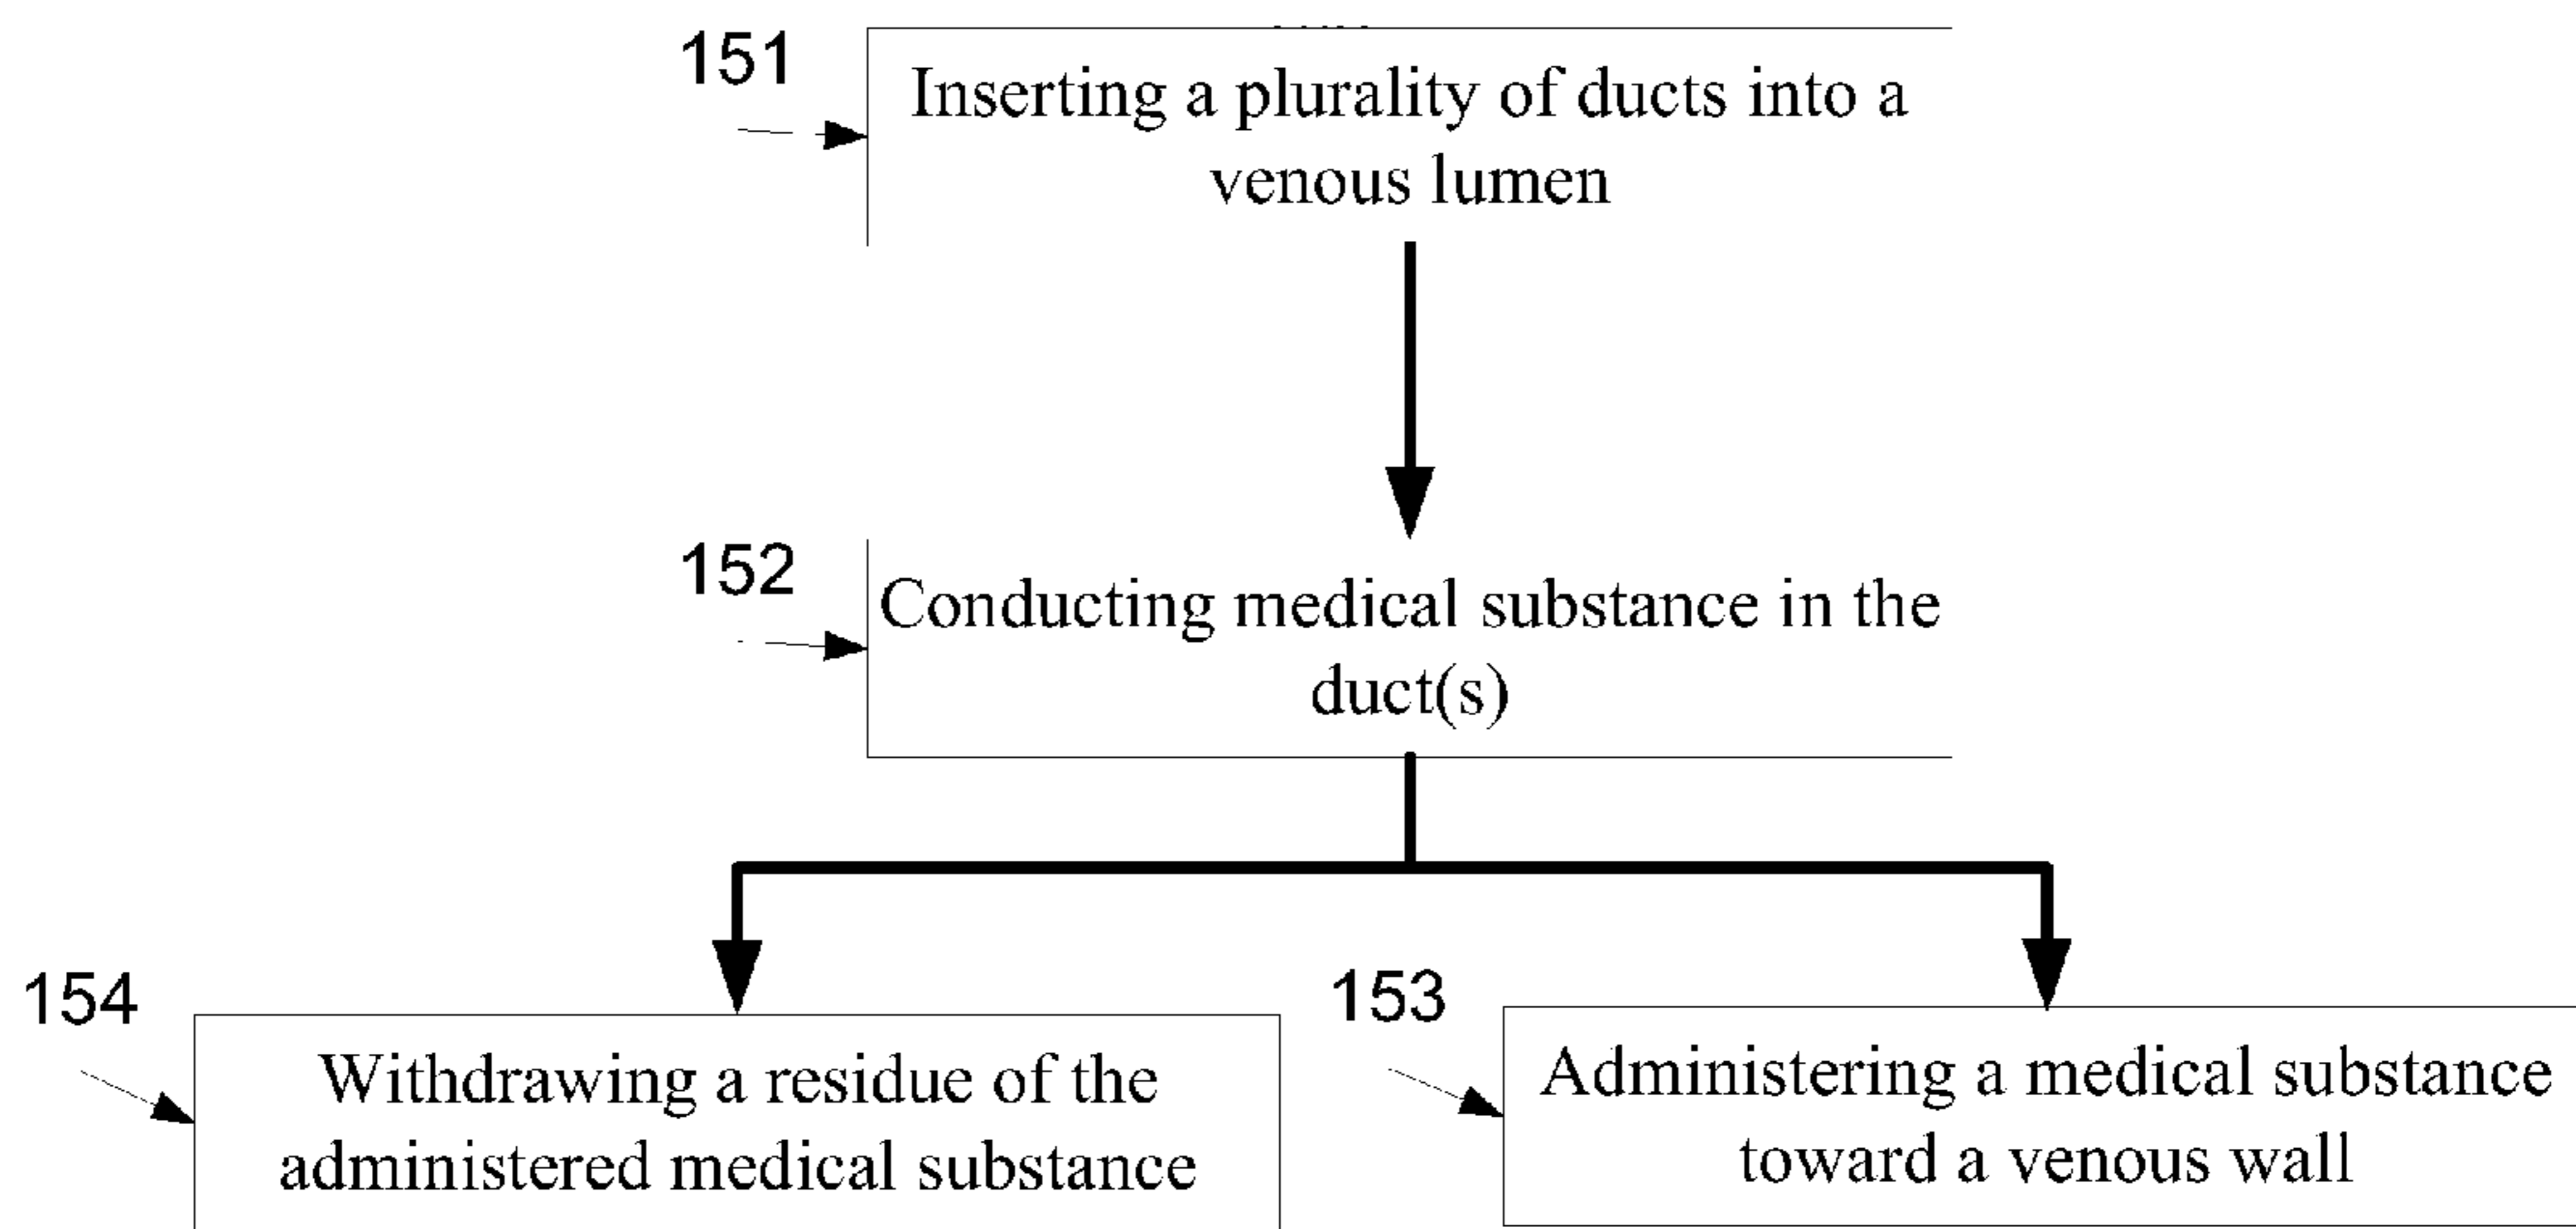 151
Inserting a plurality of ducts into a
venous lumen
152
Conducting medical substance in the
duct(s)
154
Withdrawing a residue of the
administered medical substance
153
Administering a medical substance
toward a venous wall